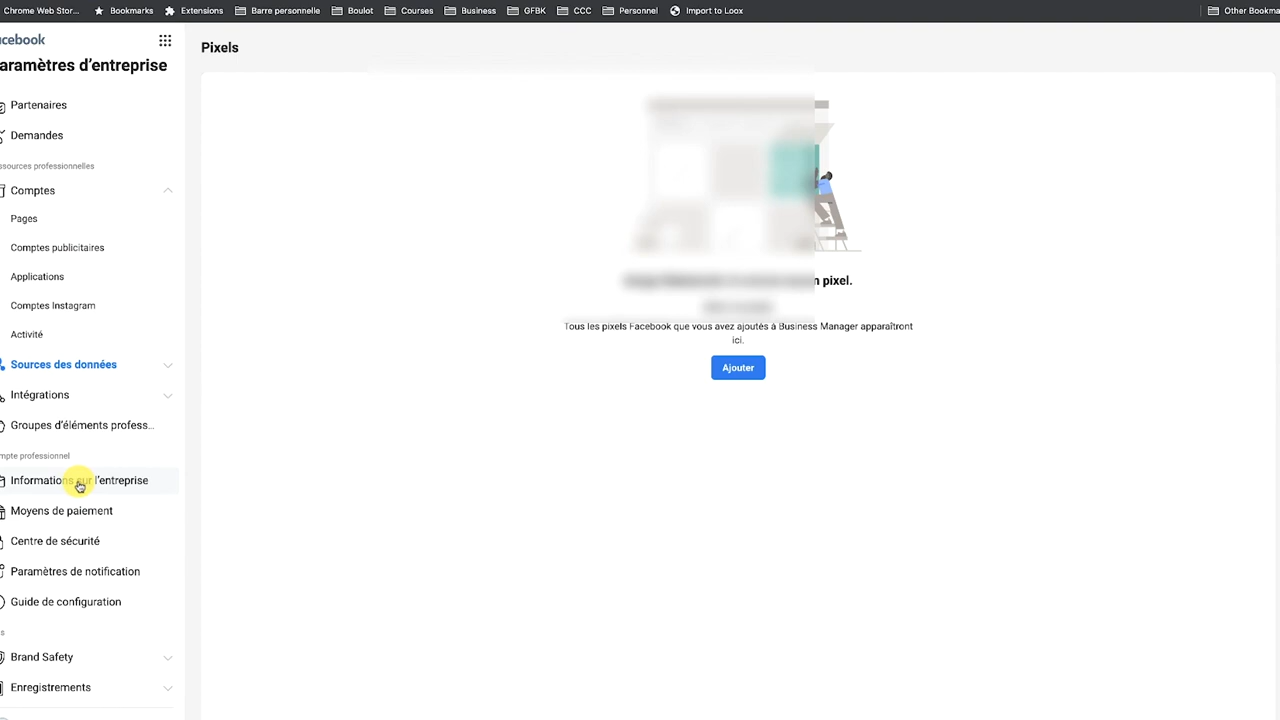 Chrome Web Stor... Bookmarks Extensions Barre personnelle Boulot Courses Business GFBK CCC Personnel Import to Loox Other Bookma
cebook
aramètres d'entreprise
Partenaires
Demandes
ssources professionnelles
Comptes
Pages
Comptes publicitaires
Applications
Comptes Instagram
Activité
Sources des données
Intégrations
Groupes d'éléments profess...
mpte professionnel
Informations sur l'entreprise
Moyens de paiement
Centre de sécurité
Paramètres de notification
Guide de configuration
s
Brand Safety
Enregistrements
Pixels
n pixel.
Tous les pixels Facebook que vous avez ajoutés à Business Manager apparaîtront
ici.
Ajouter